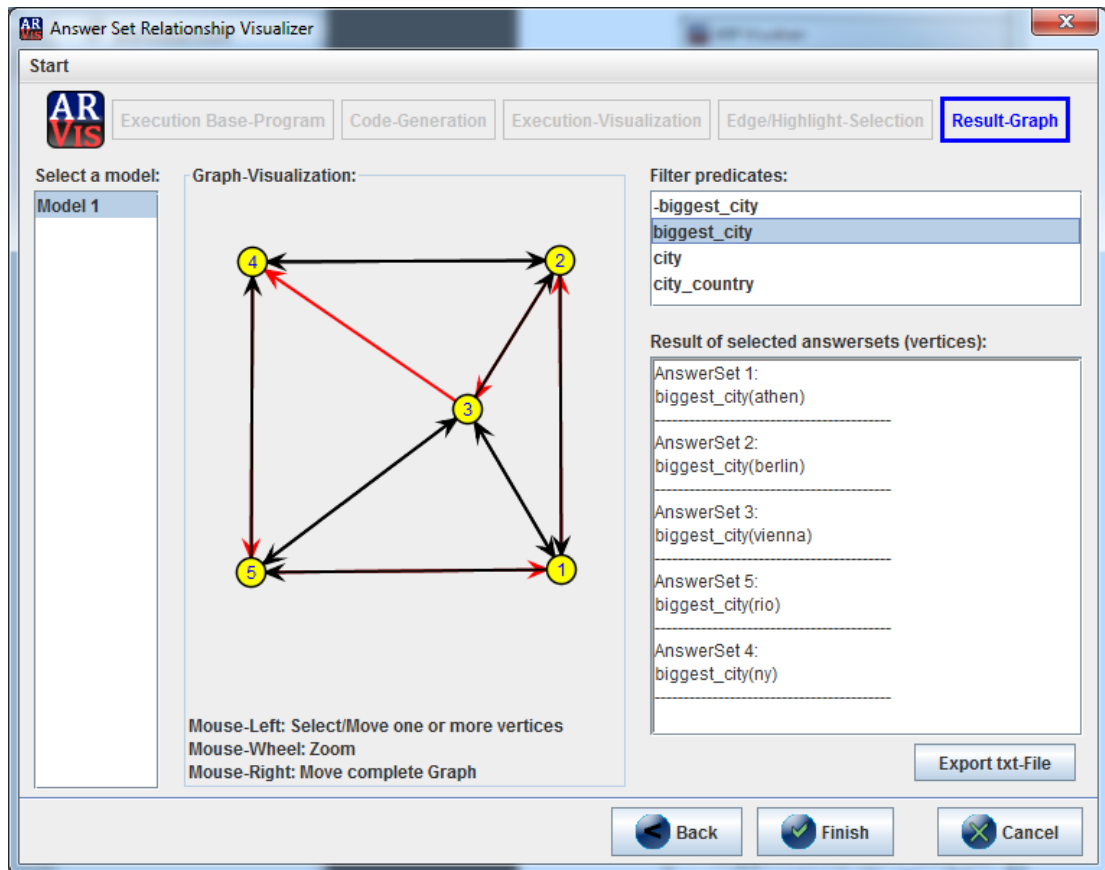 AR
Vis
Answer Set Relationship Visualizer
x
Start
AR
VIS
Execution Base-Program
Code-Generation
Execution-Visualization
Edge/Highlight-Selection
Result-Graph
Select a model:
Model 1
Graph-Visualization:
4
2
3
5
1
Mouse-Left: Select/Move one or more vertices
Mouse-Wheel: Zoom
Mouse-Right: Move complete Graph
Filter predicates:
-biggest_city
biggest_city
city
city_country
Result of selected answersets (vertices):
AnswerSet 1:
biggest_city(athen)
AnswerSet 2:
biggest_city(berlin)
AnswerSet 3:
biggest_city(vienna)
AnswerSet 5:
biggest_city(rio)
AnswerSet 4:
biggest_city(ny)
Export txt-File
Back
Finish
Cancel